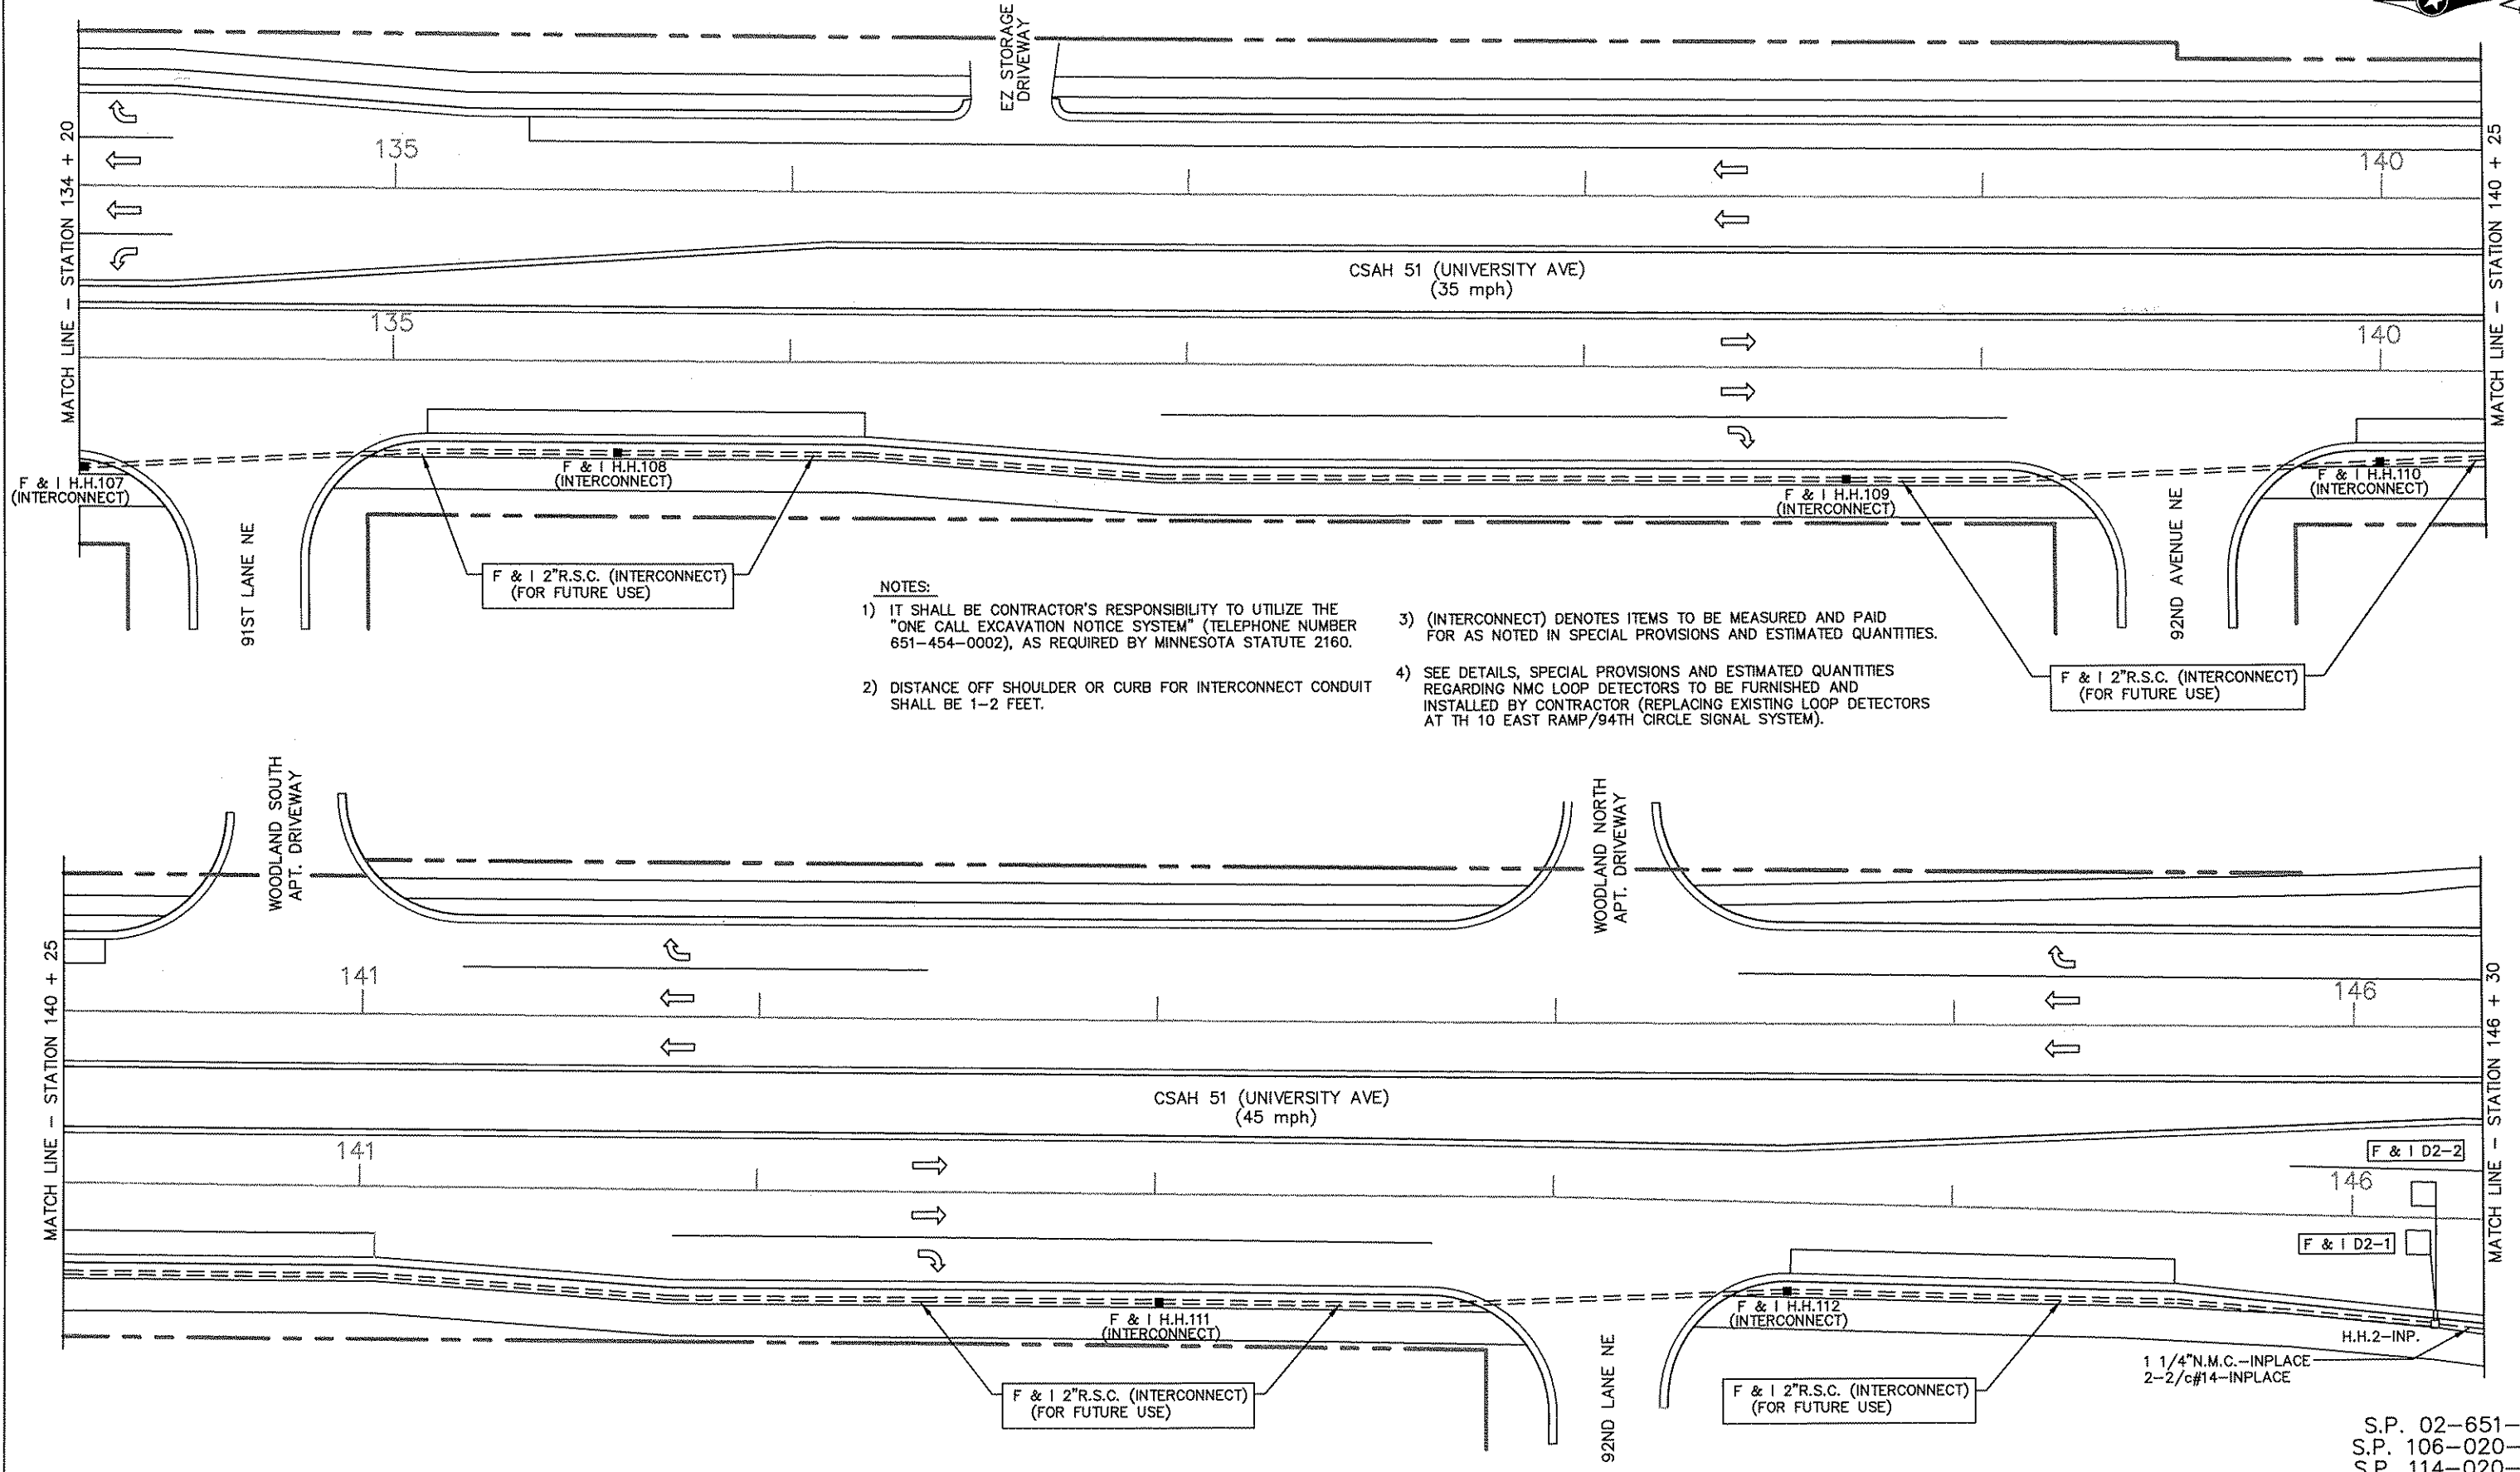 EZ STORAGE
DRIVEWAY
MATCH LINE – STATION 134 + 20
135
140
MATCH LINE – STATION 140 + 25
CSAH 51 (UNIVERSITY AVE)
(35 mph)
135
140
F & I H.H.107
(INTERCONNECT)
F & I H.H.108
(INTERCONNECT)
F & I H.H.109
(INTERCONNECT)
F & I H.H.110
(INTERCONNECT)
91ST LANE NE
92ND AVENUE NE
F & I 2"R.S.C. (INTERCONNECT)
(FOR FUTURE USE)
F & I 2"R.S.C. (INTERCONNECT)
(FOR FUTURE USE)
NOTES:
1) IT SHALL BE CONTRACTOR'S RESPONSIBILITY TO UTILIZE THE
"ONE CALL EXCAVATION NOTICE SYSTEM" (TELEPHONE NUMBER
651-454-0002), AS REQUIRED BY MINNESOTA STATUTE 216D.
2) DISTANCE OFF SHOULDER OR CURB FOR INTERCONNECT CONDUIT
SHALL BE 1-2 FEET.
3) (INTERCONNECT) DENOTES ITEMS TO BE MEASURED AND PAID
FOR AS NOTED IN SPECIAL PROVISIONS AND ESTIMATED QUANTITIES.
4) SEE DETAILS, SPECIAL PROVISIONS AND ESTIMATED QUANTITIES
REGARDING NMC LOOP DETECTORS TO BE FURNISHED AND
INSTALLED BY CONTRACTOR (REPLACING EXISTING LOOP DETECTORS
AT TH 10 EAST RAMP/94TH CIRCLE SIGNAL SYSTEM).
WOODLAND SOUTH
APT. DRIVEWAY
WOODLAND NORTH
APT. DRIVEWAY
MATCH LINE – STATION 140 + 25
141
146
MATCH LINE – STATION 146 + 30
CSAH 51 (UNIVERSITY AVE)
(45 mph)
141
146
F & I D2-2
F & I D2-1
F & I H.H.111
(INTERCONNECT)
F & I H.H.112
(INTERCONNECT)
H.H.2-INP.
1 1/4"N.M.C.-INPLACE
2-2/c#14-INPLACE
F & I 2"R.S.C. (INTERCONNECT)
(FOR FUTURE USE)
F & I 2"R.S.C. (INTERCONNECT)
(FOR FUTURE USE)
92ND LANE NE
S.P. 02-651-
S.P. 106-020-
S.P. 114-020-